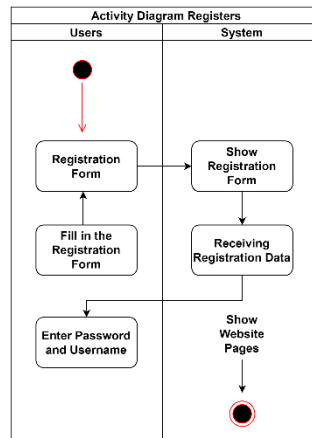 Activity Diagram Registers
Users
System
Registration
Form
Show
Registration
Form
Fill in the
Registration
Form
Receiving
Registration Data
Enter Password
and Username
Show
Website
Pages